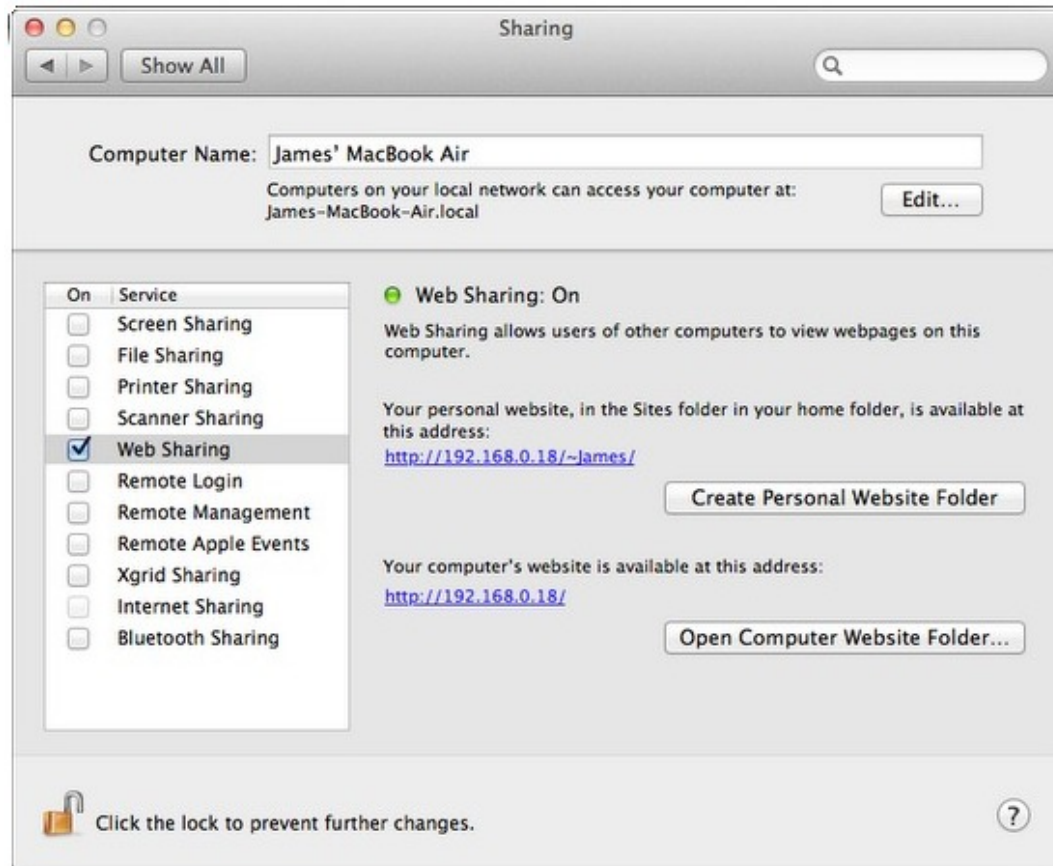 Sharing
Show All
Computer Name: James’ MacBook Air
Computers on your local network can access your computer at:
James-MacBook-Air.local
Edit...
On Service
Screen Sharing
File Sharing
Printer Sharing
Scanner Sharing
Web Sharing
Remote Login
Remote Management
Remote Apple Events
Xgrid Sharing
Internet Sharing
Bluetooth Sharing
Web Sharing: On
Web Sharing allows users of other computers to view webpages on this
computer.
Your personal website, in the Sites folder in your home folder, is available at
this address:
http://192.168.0.18/~James/
Create Personal Website Folder
Your computer's website is available at this address:
http://192.168.0.18/
Open Computer Website Folder...
Click the lock to prevent further changes.
?